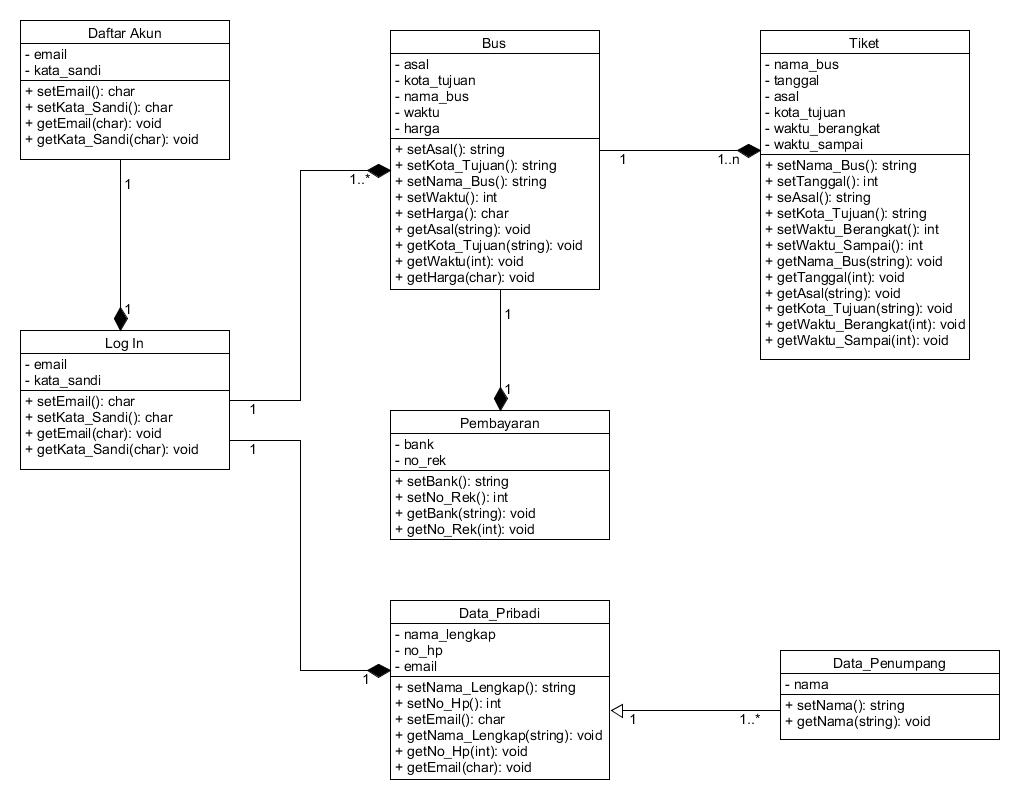 Daftar Akun
- email
- kata_sandi
+ setEmail(): char
+ setKata_Sandi(): char
+ getEmail(char): void
+ getKata_Sandi(char): void
1
1
Log In
- email
- kata_sandi
+ setEmail(): char
+ setKata_Sandi(): char
+ getEmail(char): void
+ getKata_Sandi(char): void
1
1
1..*
Bus
- asal
- kota_tujuan
- nama_bus
- waktu
- harga
+ setAsal(): string
+ setKota_Tujuan(): string
+ setNama_Bus(): string
+ setWaktu(): int
+ setHarga(): char
+ getAsal(string): void
+ getKota_Tujuan(string): void
+ getWaktu(int): void
+ getHarga(char): void
1
1..n
Tiket
- nama_bus
- tanggal
- asal
- kota_tujuan
- waktu_berangkat
- waktu_sampai
+ setNama_Bus(): string
+ setTanggal(): int
+ seAsal(): string
+ setKota_Tujuan(): string
+ setWaktu_Berangkat(): int
+ setWaktu_Sampai(): int
+ getNama_Bus(string): void
+ getTanggal(int): void
+ getAsal(string): void
+ getKota_Tujuan(string): void
+ getWaktu_Berangkat(int): void
+ getWaktu_Sampai(int): void
1
1
Pembayaran
- bank
- no_rek
+ setBank(): string
+ setNo_Rek(): int
+ getBank(string): void
+ getNo_Rek(int): void
1
Data_Pribadi
- nama_lengkap
- no_hp
- email
+ setNama_Lengkap(): string
+ setNo_Hp(): int
+ setEmail(): char
+ getNama_Lengkap(string): void
+ getNo_Hp(int): void
+ getEmail(char): void
1
1..*
Data_Penumpang
- nama
+ setNama(): string
+ getNama(string): void